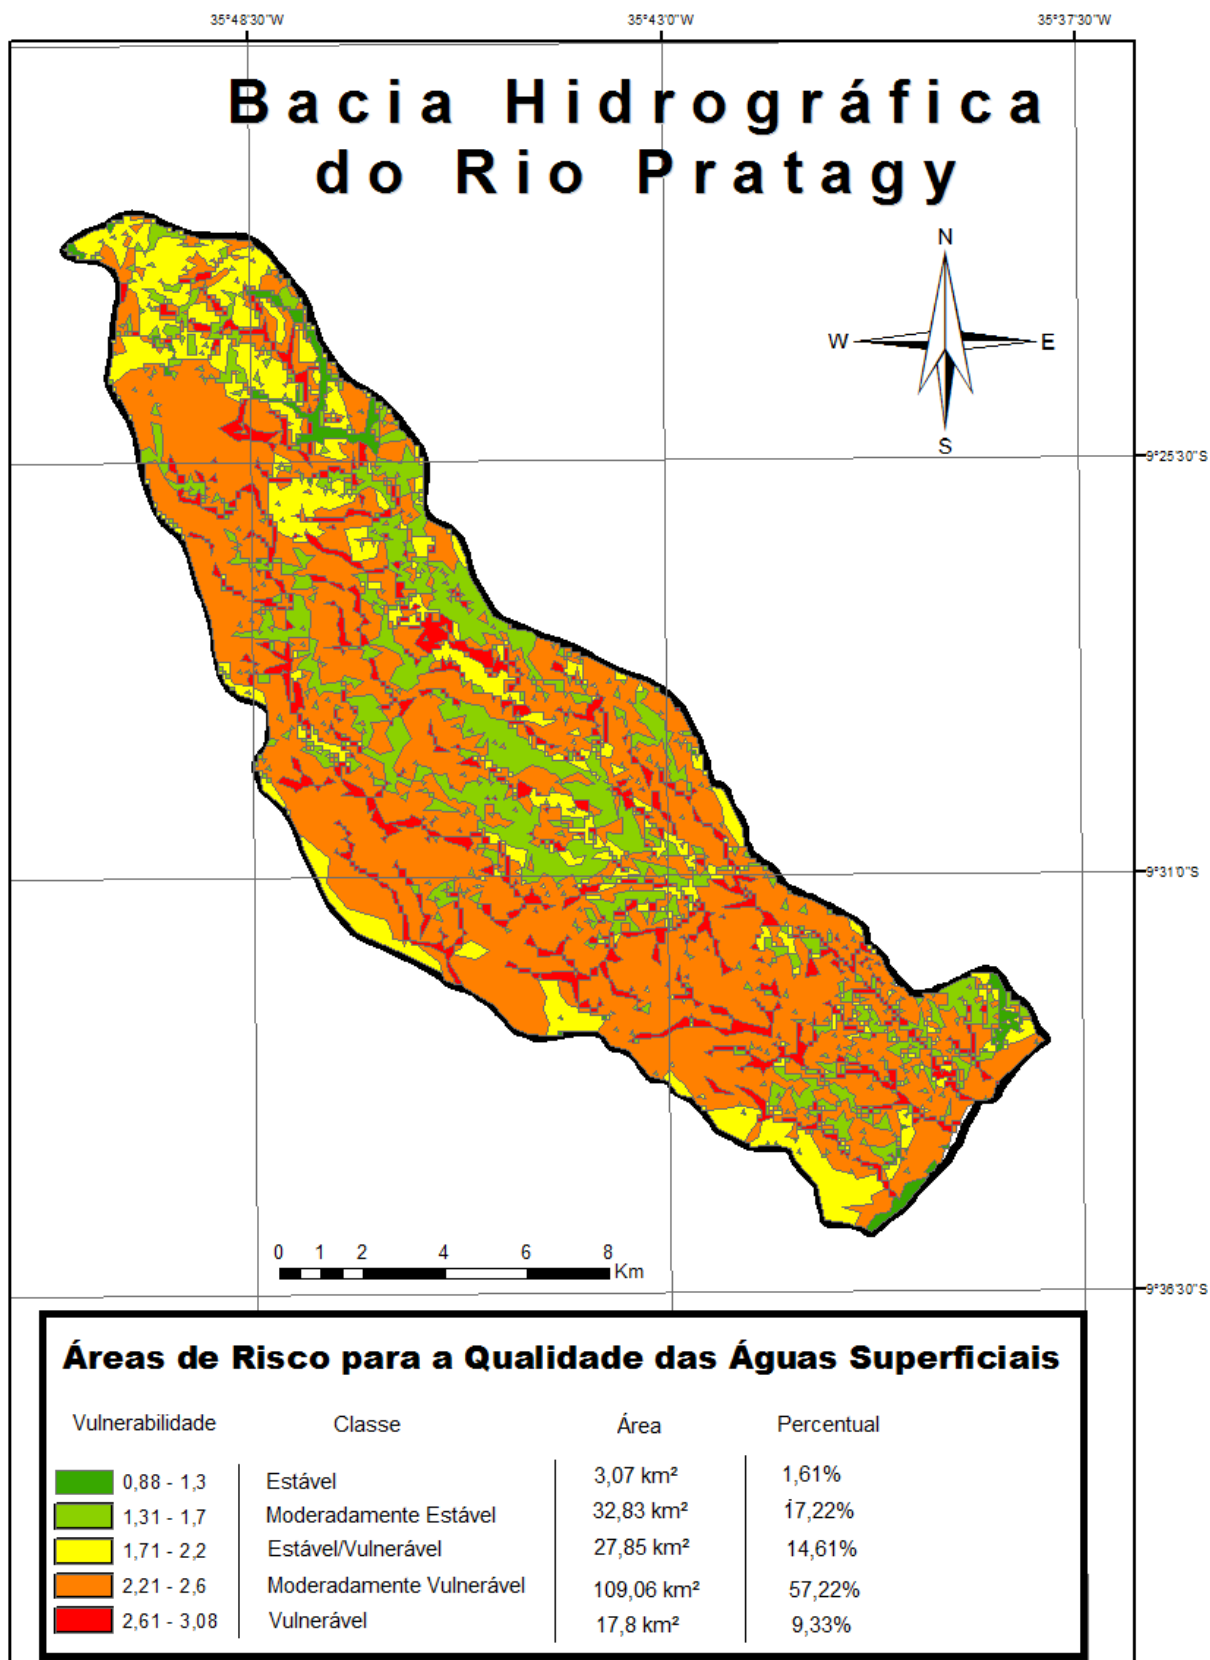 35°48'30"W 35°43'0"W 35°37'30"W
Bacia Hidrográfica
do Rio Pratagy
N
W E
S
9°25'30"S
9°31'0"S
0 1 2 4 6 8
Km
9°36'30"S
Áreas de Risco para a Qualidade das Águas Superficiais
Vulnerabilidade Classe Área Percentual
0,88 - 1,3 Estável 3,07 km² 1,61%
1,31 - 1,7 Moderadamente Estável 32,83 km² 17,22%
1,71 - 2,2 Estável/Vulnerável 27,85 km² 14,61%
2,21 - 2,6 Moderadamente Vulnerável 109,06 km² 57,22%
2,61 - 3,08 Vulnerável 17,8 km² 9,33%